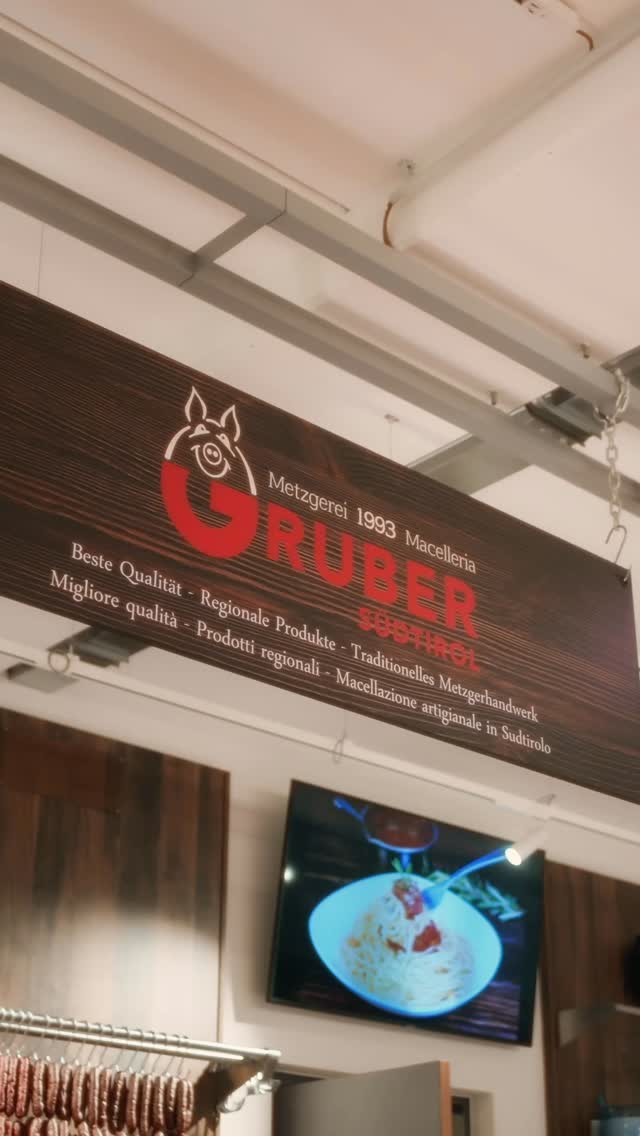 Metzgerei 1993 Macelleria
GRUBER
SÜDTIROL
Beste Qualität - Regionale Produkte - Traditionelles Metzgerhandwerk
Migliore qualità - Prodotti regionali - Macellazione artigianale in Sudtirolo